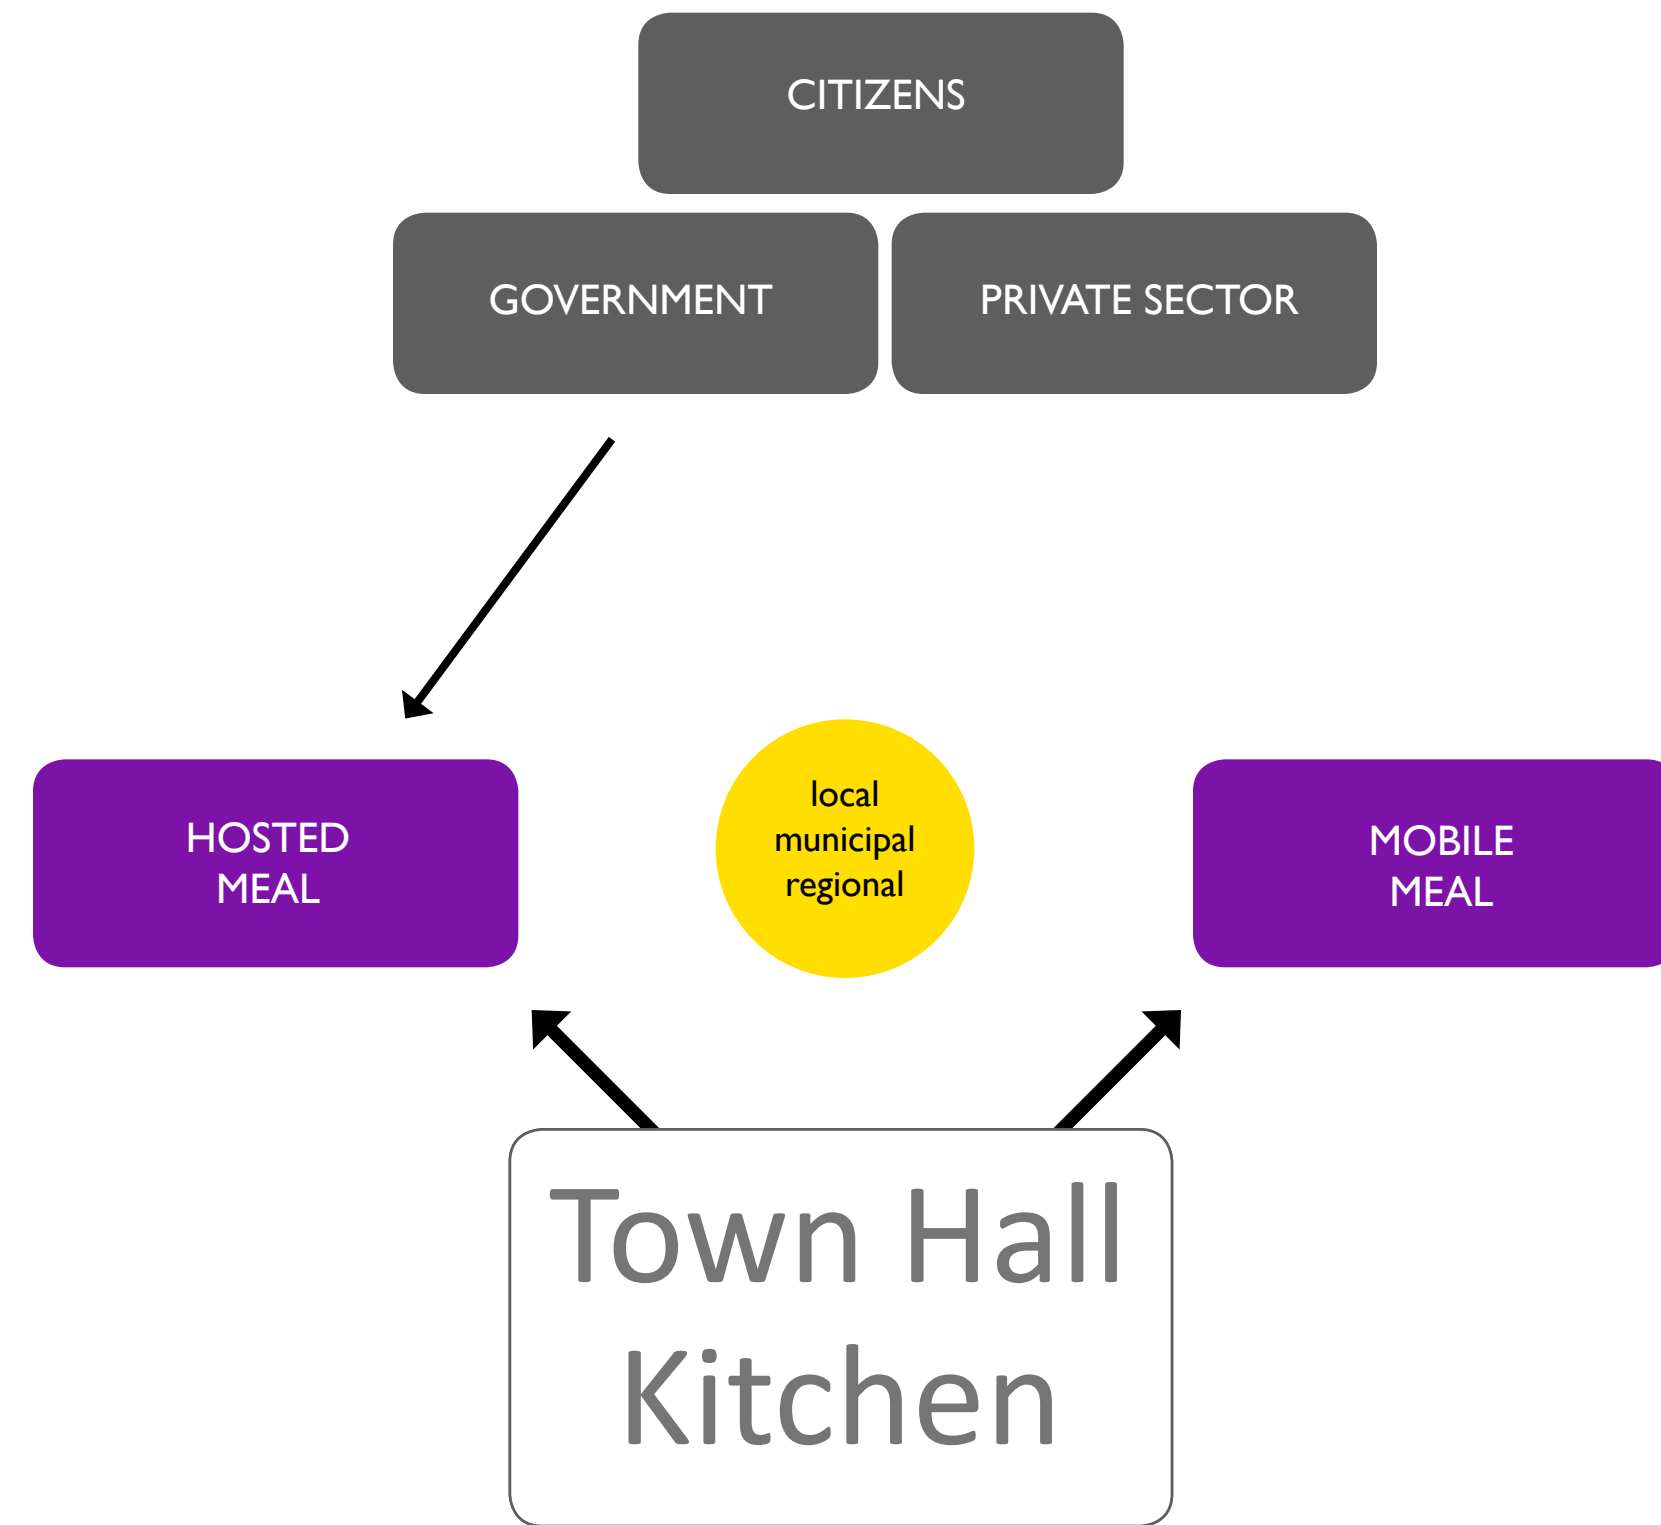 CITIZENS
GOVERNMENT
PRIVATE SECTOR
HOSTED
MEAL
local
municipal
regional
MOBILE
MEAL
Town Hall
Kitchen